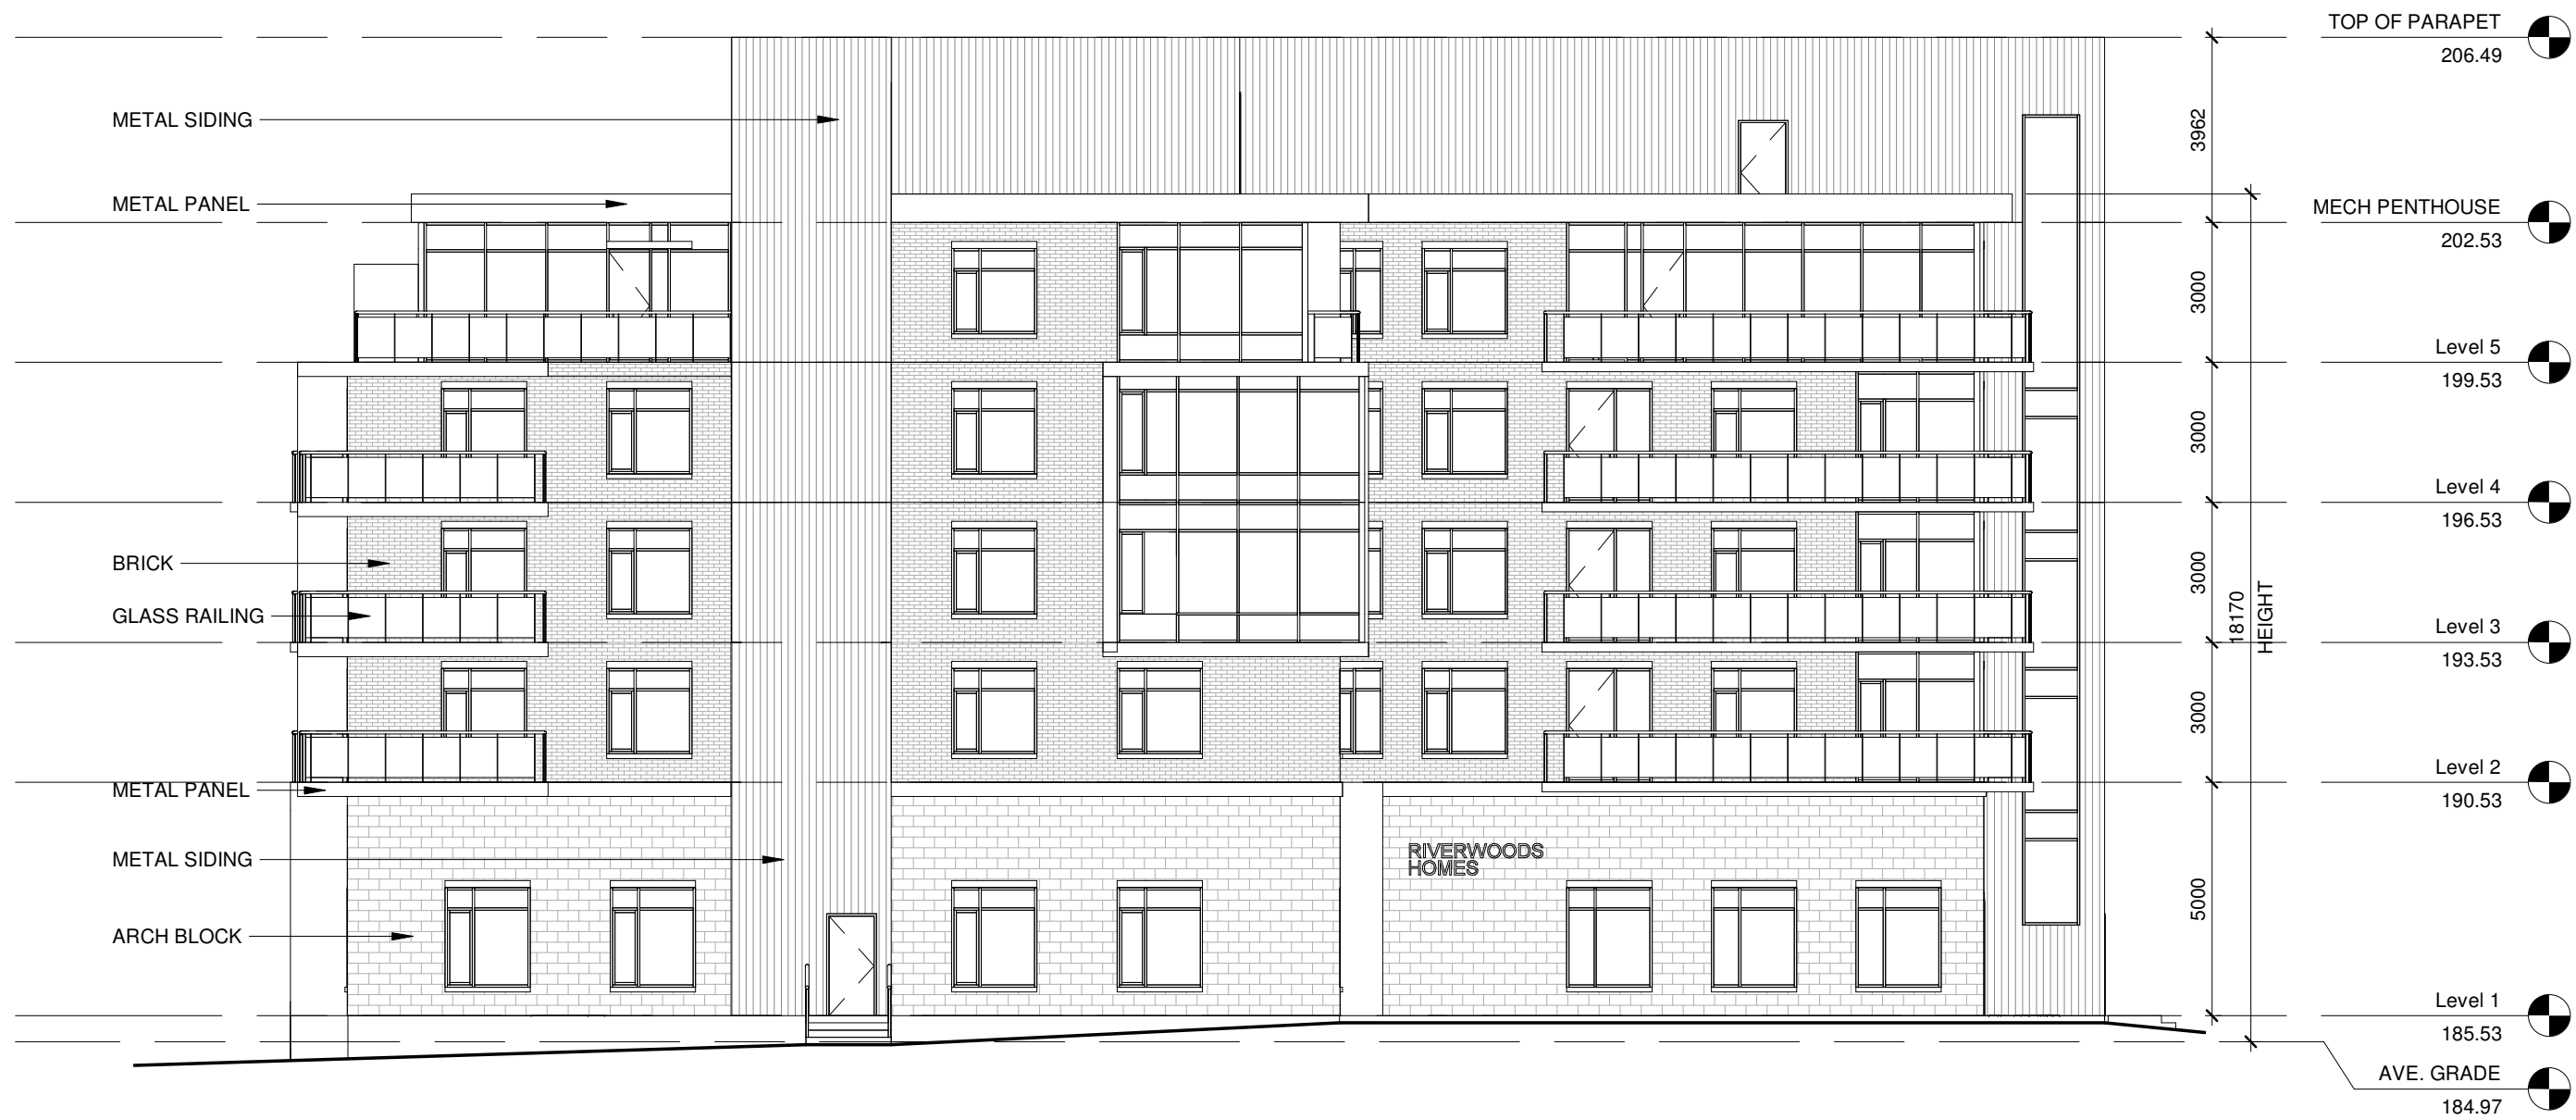 TOP OF PARAPET
206.49
METAL SIDING
3962
METAL PANEL
MECH PENTHOUSE
202.53
3000
Level 5
199.53
3000
Level 4
196.53
BRICK
3000
GLASS RAILING
18170
HEIGHT
Level 3
193.53
3000
Level 2
METAL PANEL
190.53
RIVERWOODS
HOMES
METAL SIDING
5000
ARCH BLOCK
Level 1
185.53
AVE. GRADE
184.97